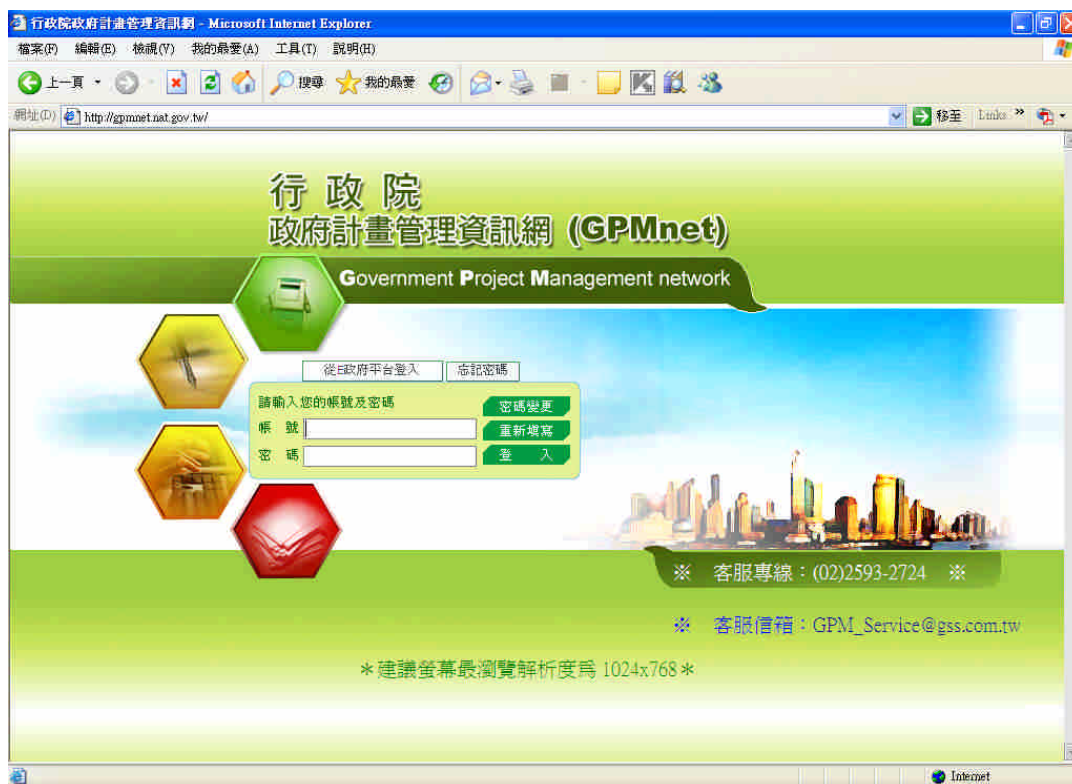 行政院政府計畫管理資訊網 - Microsoft Internet Explorer
檔案(F) 編輯(E) 檢視(V) 我的最愛(A) 工具(T) 說明(H)
上一頁 搜尋 我的最愛
網址(D) http://gpmnet.nat.gov.tw/ 移至 Links »
行政院
政府計畫管理資訊網 (GPMnet)
Government Project Management network
從E政府平台登入 忘記密碼
請輸入您的帳號及密碼 密碼變更
帳 號 重新填寫
密 碼 登 入
※ 客服專線：(02)2593-2724 ※
※ 客服信箱：GPM_Service@gss.com.tw
＊建議螢幕最瀏覽解析度為 1024x768＊
Internet